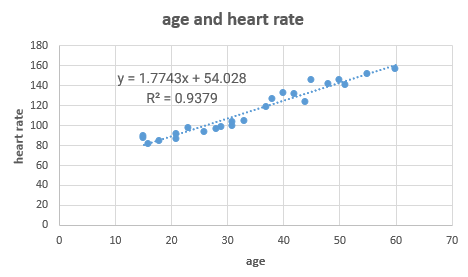 age and heart rate
180
160
y = 1.7743x + 54.028
140
R² = 0.9379
120
100
80
60
40
20
0
heart rate
0 10 20 30 40 50 60 70
age